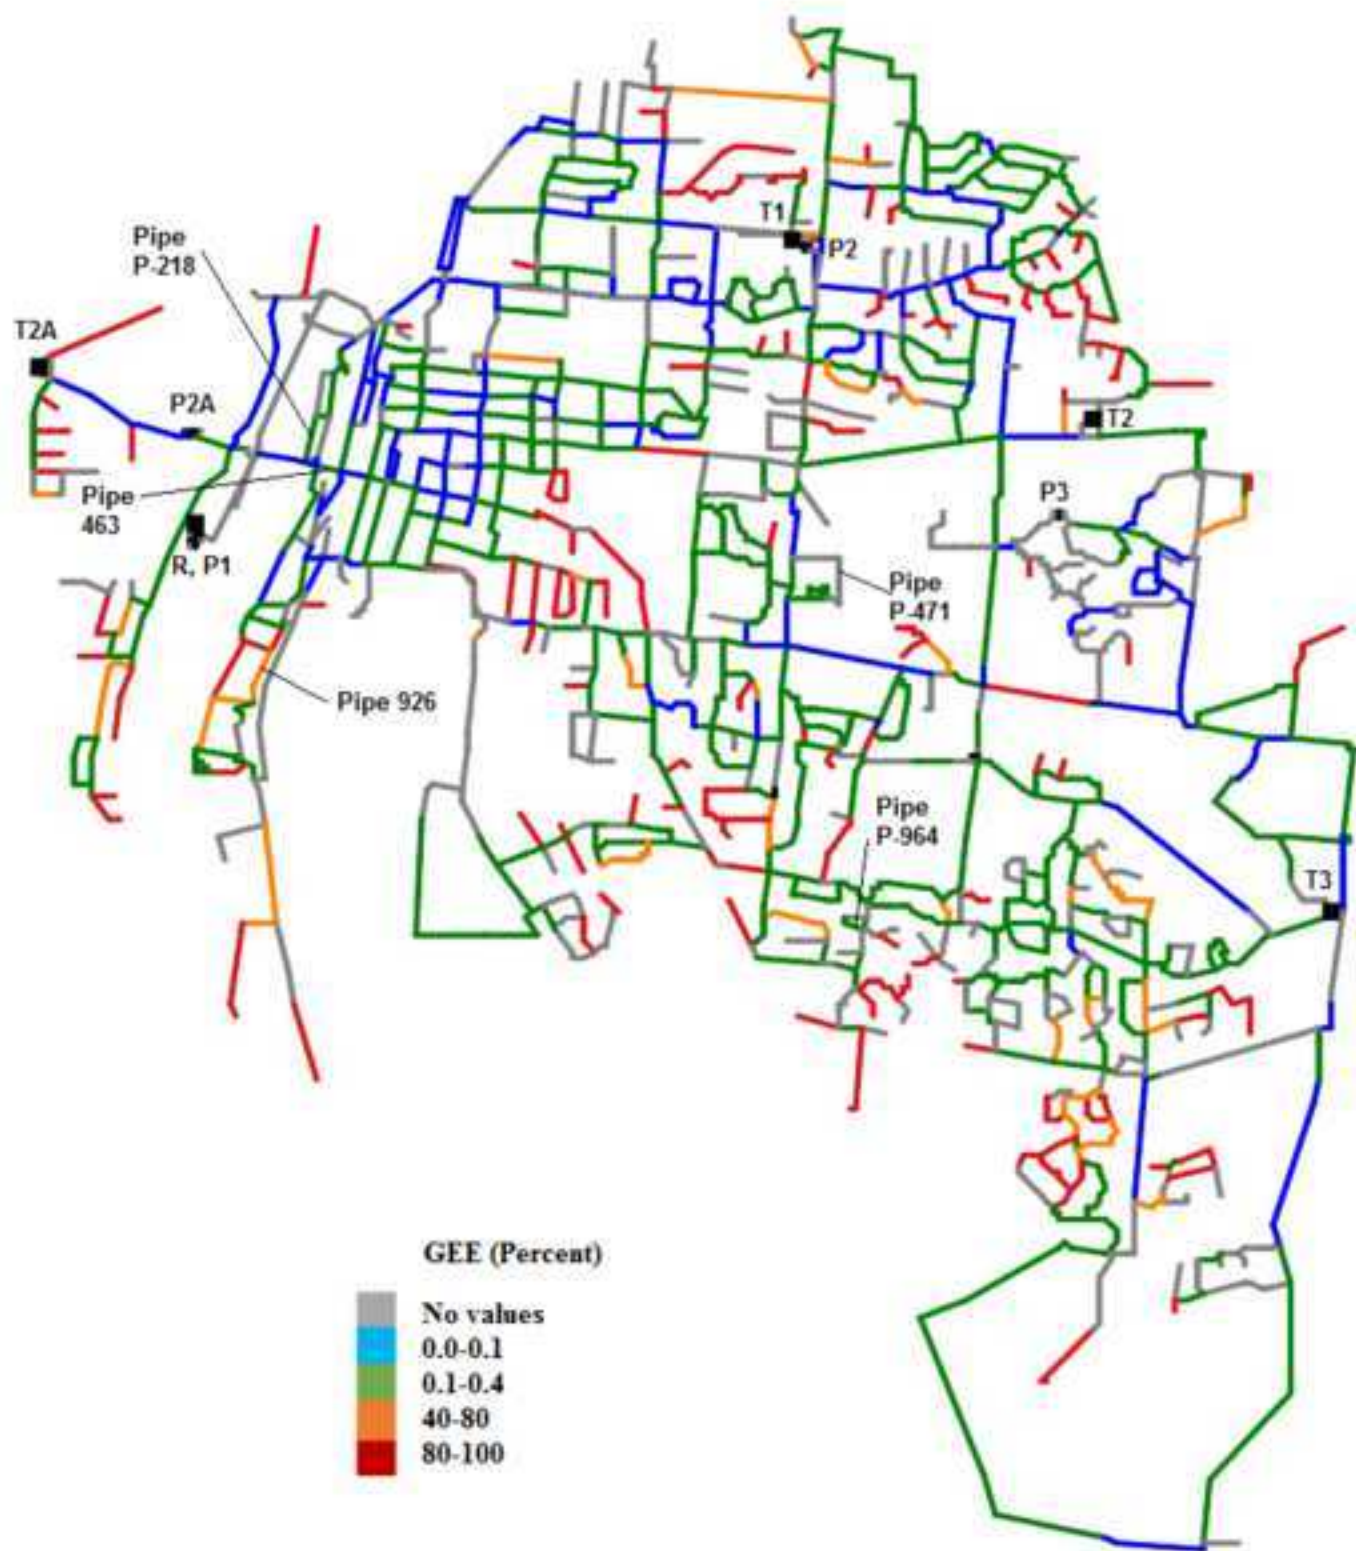 T1
P2
Pipe
P-218
T2A
P2A
T2
Pipe
463
P3
R, P1
Pipe
P-471
Pipe 926
Pipe
P-964
T3
GEE (Percent)
No values
0.0-0.1
0.1-0.4
40-80
80-100